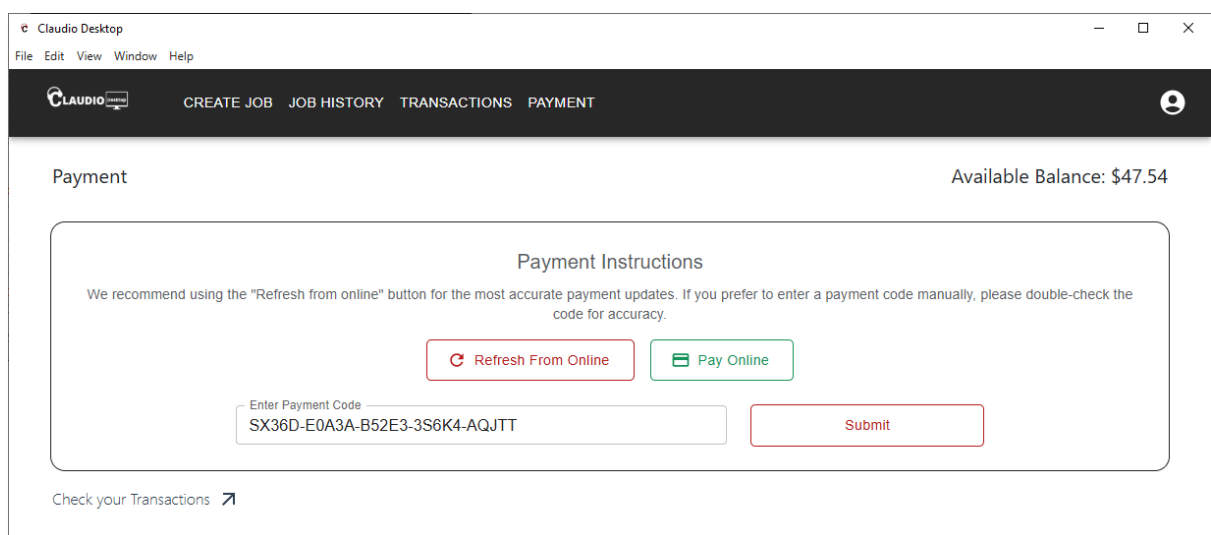 Claudio Desktop
File Edit View Window Help
CLAUDIO CREATE JOB JOB HISTORY TRANSACTIONS PAYMENT
Payment Available Balance: $47.54
Payment Instructions
We recommend using the "Refresh from online" button for the most accurate payment updates. If you prefer to enter a payment code manually, please double-check the
code for accuracy.
Refresh From Online Pay Online
Enter Payment Code
SX36D-E0A3A-B52E3-3S6K4-AQJTT Submit
Check your Transactions